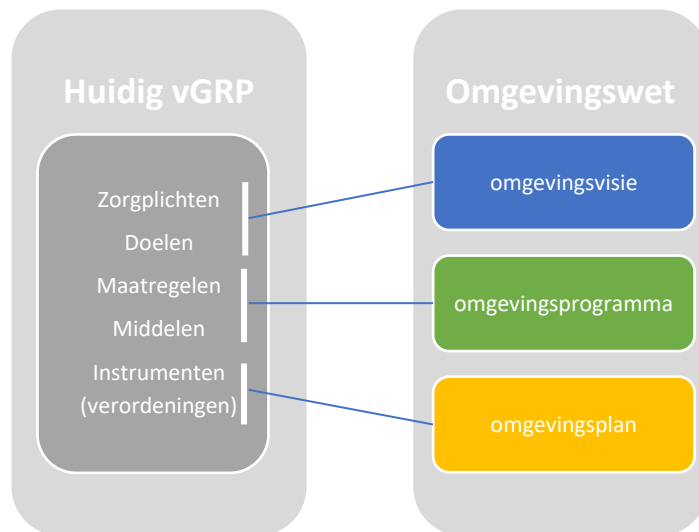 Huidig vGRP
Zorgplichten
Doelen
Maatregelen
Middelen
Instrumenten
(verordeningen)
Omgevingswet
omgevingsvisie
omgevingsprogramma
omgevingsplan